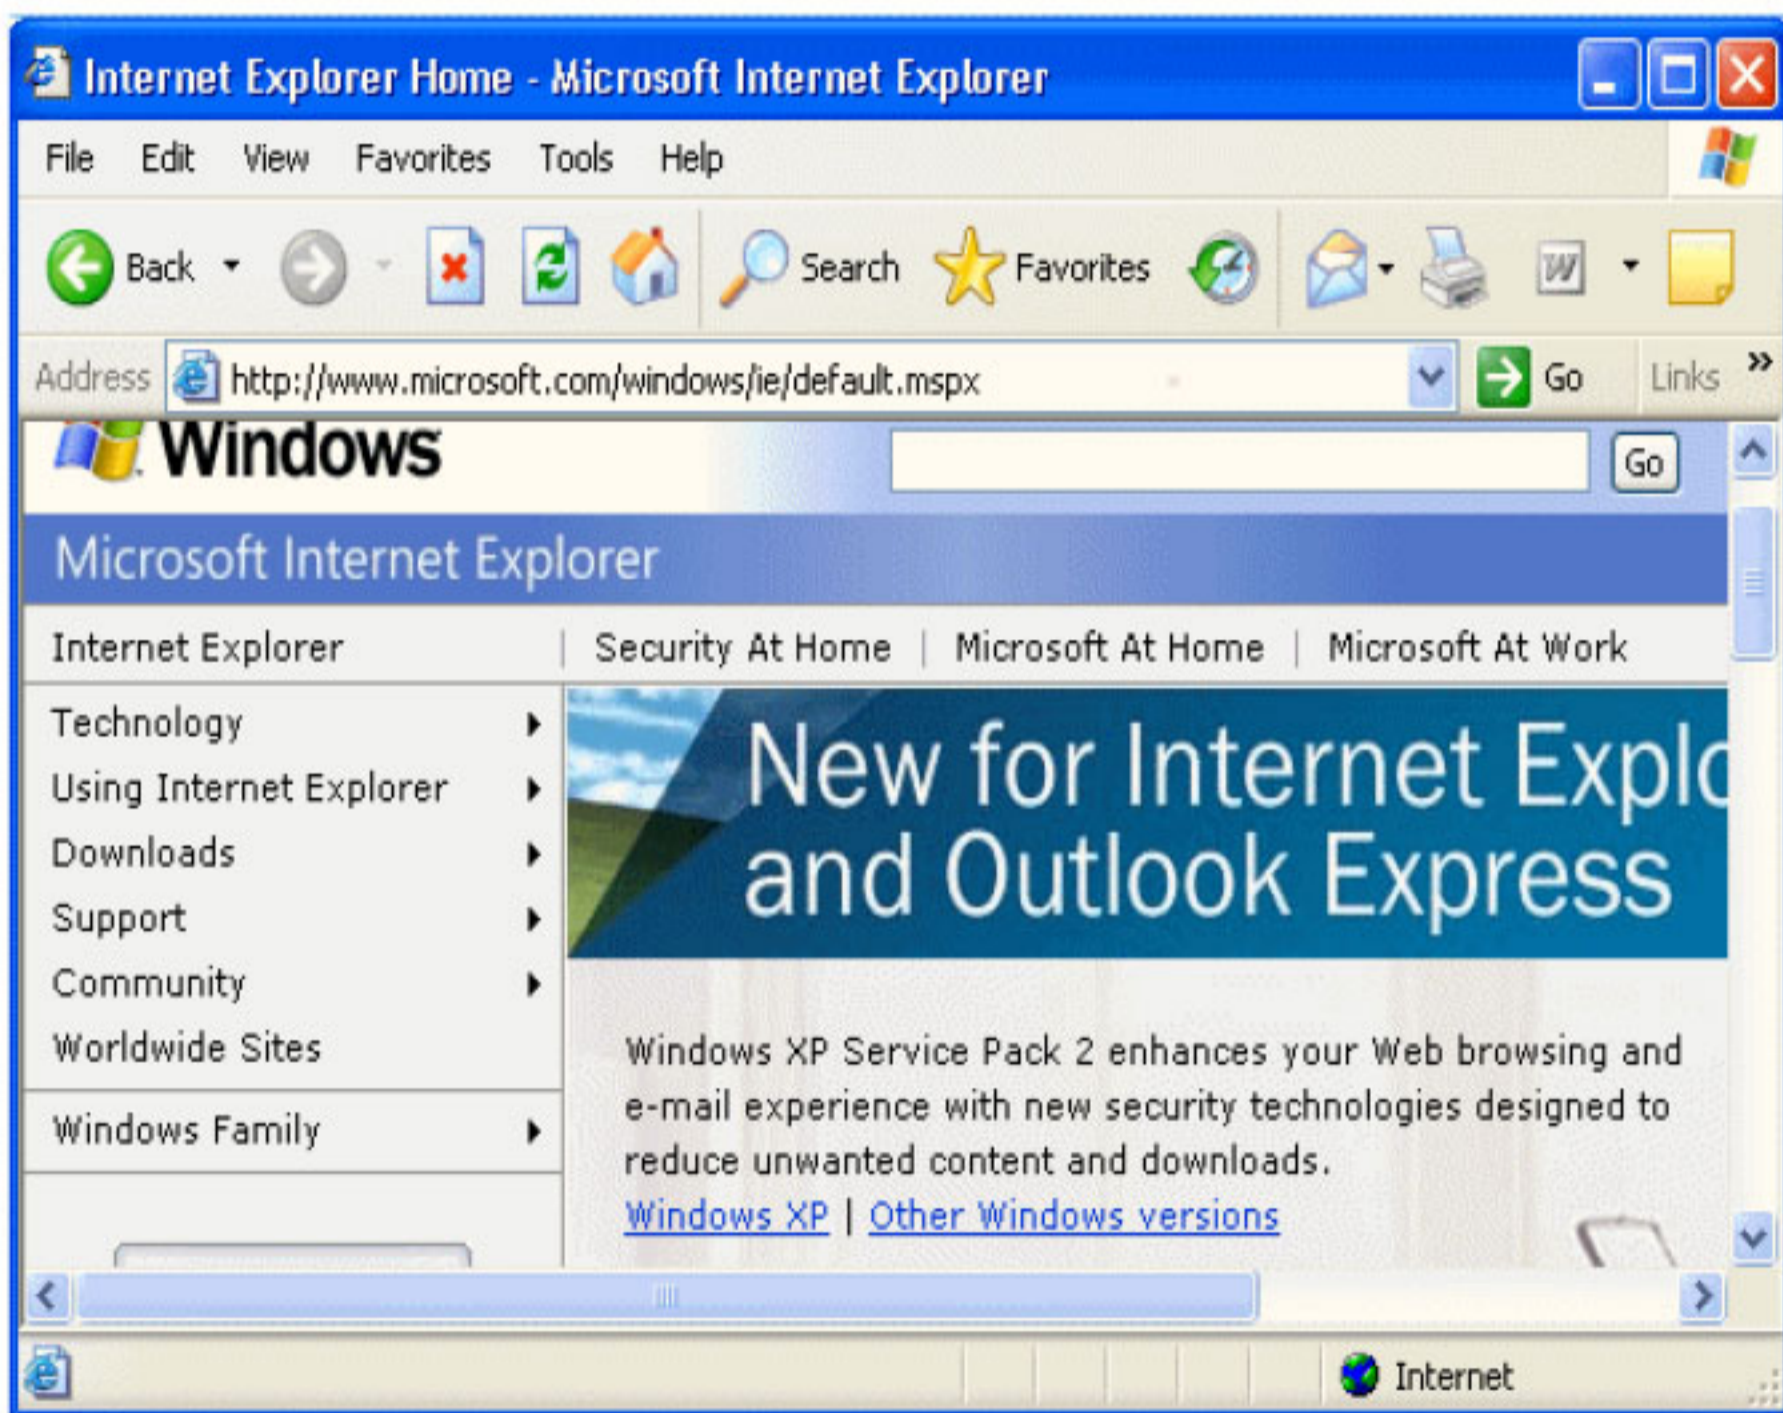 Internet Explorer Home - Microsoft Internet Explorer
File Edit View Favorites Tools Help
Back Search Favorites W
Address http://www.microsoft.com/windows/ie/default.mspx Go Links »
Windows Go
Microsoft Internet Explorer
Internet Explorer | Security At Home | Microsoft At Home | Microsoft At Work
Technology
Using Internet Explorer
Downloads
Support
Community
Worldwide Sites
Windows Family
New for Internet Explo
and Outlook Express
Windows XP Service Pack 2 enhances your Web browsing and
e-mail experience with new security technologies designed to
reduce unwanted content and downloads.
Windows XP | Other Windows versions
Internet